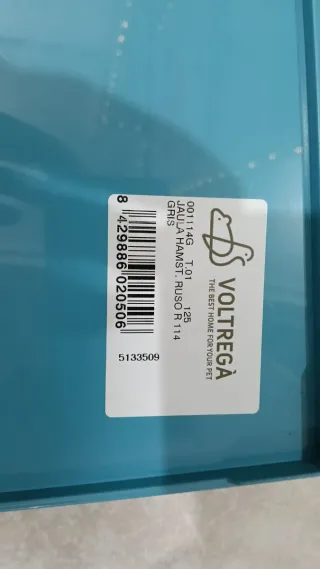 VOLTREGÀ
THE BEST HOME FOR YOUR PET
001114G T.01 125
JAULA HAMST. RUSO R 114
GRIS
8 429886 020506
5133509